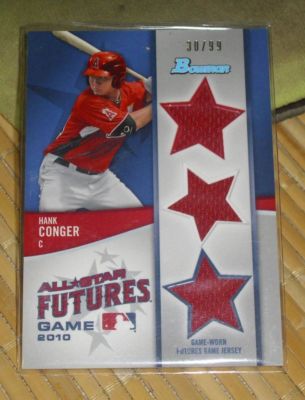 30/99
Bowman
HANK
CONGER
C
ALL★STAR
FUTURES
GAME
2010
GAME-WORN
FUTURES GAME JERSEY